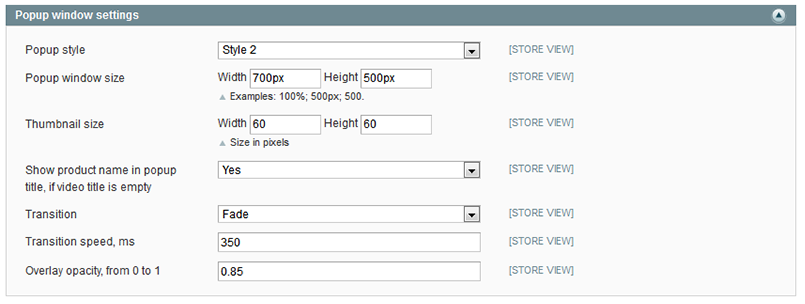 Popup window settings
Popup style Style 2 [STORE VIEW]
Popup window size Width 700px Height 500px [STORE VIEW]
Examples: 100%; 500px; 500.
Thumbnail size Width 60 Height 60 [STORE VIEW]
Size in pixels
Show product name in popup Yes [STORE VIEW]
title, if video title is empty
Transition Fade [STORE VIEW]
Transition speed, ms 350 [STORE VIEW]
Overlay opacity, from 0 to 1 0.85 [STORE VIEW]